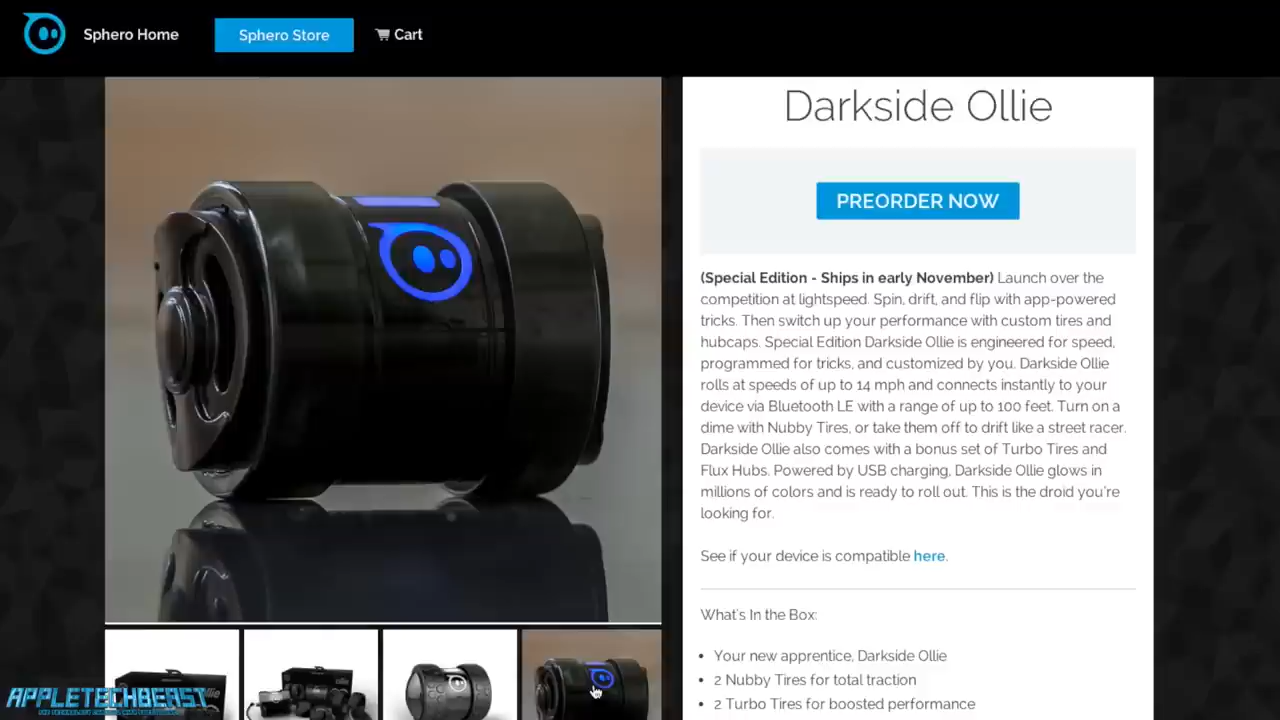 Sphero Home
Sphero Store
Cart
Darkside Ollie
PREORDER NOW
(Special Edition - Ships in early November) Launch over the
competition at lightspeed. Spin, drift, and flip with app-powered
tricks. Then switch up your performance with custom tires and
hubcaps. Special Edition Darkside Ollie is engineered for speed,
programmed for tricks, and customized by you. Darkside Ollie
rolls at speeds of up to 14 mph and connects instantly to your
device via Bluetooth LE with a range of up to 100 feet. Turn on a
dime with Nubby Tires, or take them off to drift like a street racer.
Darkside Ollie also comes with a bonus set of Turbo Tires and
Flux Hubs. Powered by USB charging, Darkside Ollie glows in
millions of colors and is ready to roll out. This is the droid you're
looking for.
See if your device is compatible here.
What's In the Box:
• Your new apprentice, Darkside Ollie
• 2 Nubby Tires for total traction
• 2 Turbo Tires for boosted performance
APPLETECHBEAST